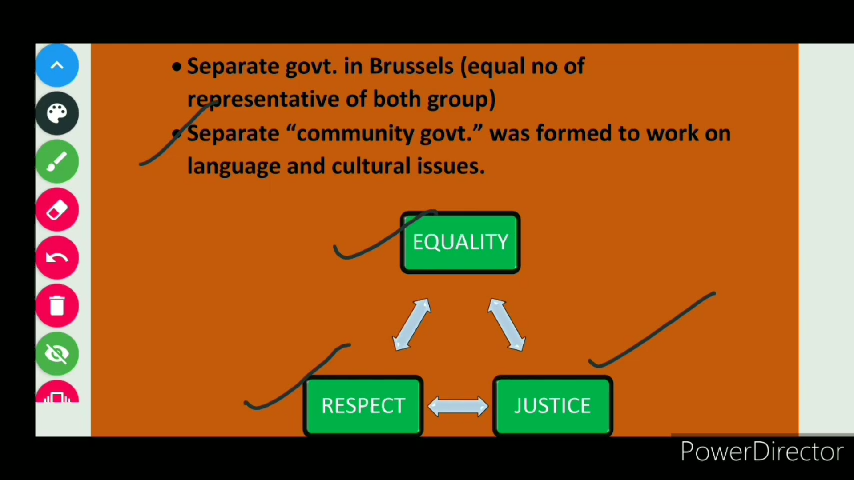 • Separate govt. in Brussels (equal no of
representative of both group)
• Separate “community govt.” was formed to work on
language and cultural issues.
EQUALITY
RESPECT
JUSTICE
PowerDirector